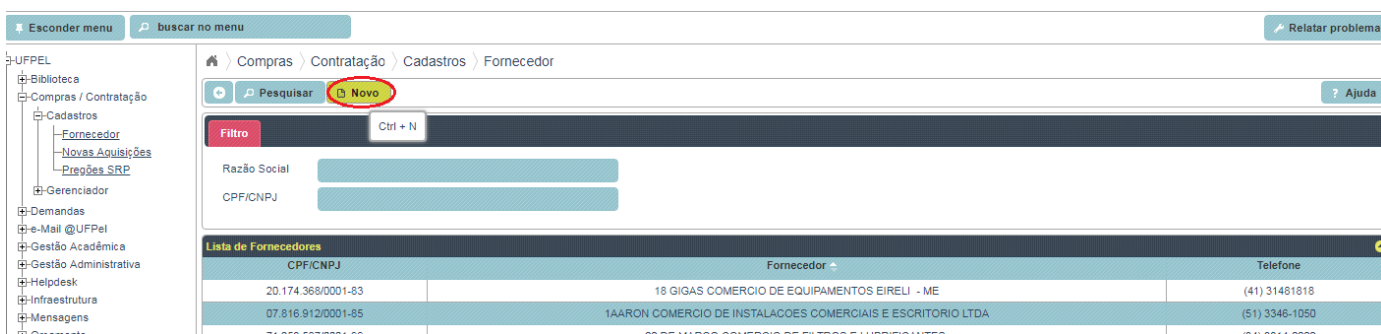 Esconder menu
buscar no menu
Relatar problema
UFPEL
Biblioteca
Compras / Contratação
Cadastros
Fornecedor
Novas Aquisições
Pregões SRP
Gerenciador
Demandas
e-Mail @UFPel
Gestão Acadêmica
Gestão Administrativa
Helpdesk
Infraestrutura
Mensagens
Compras Contratação Cadastros Fornecedor
Pesquisar Novo ? Ajuda
Ctrl + N
Filtro
Razão Social
CPF/CNPJ
Lista de Fornecedores
CPF/CNPJ Fornecedor Telefone
20.174.368/0001-83 18 GIGAS COMERCIO DE EQUIPAMENTOS EIRELI - ME (41) 31481818
07.816.912/0001-85 1AARON COMERCIO DE INSTALACOES COMERCIAIS E ESCRITORIO LTDA (51) 3346-1050